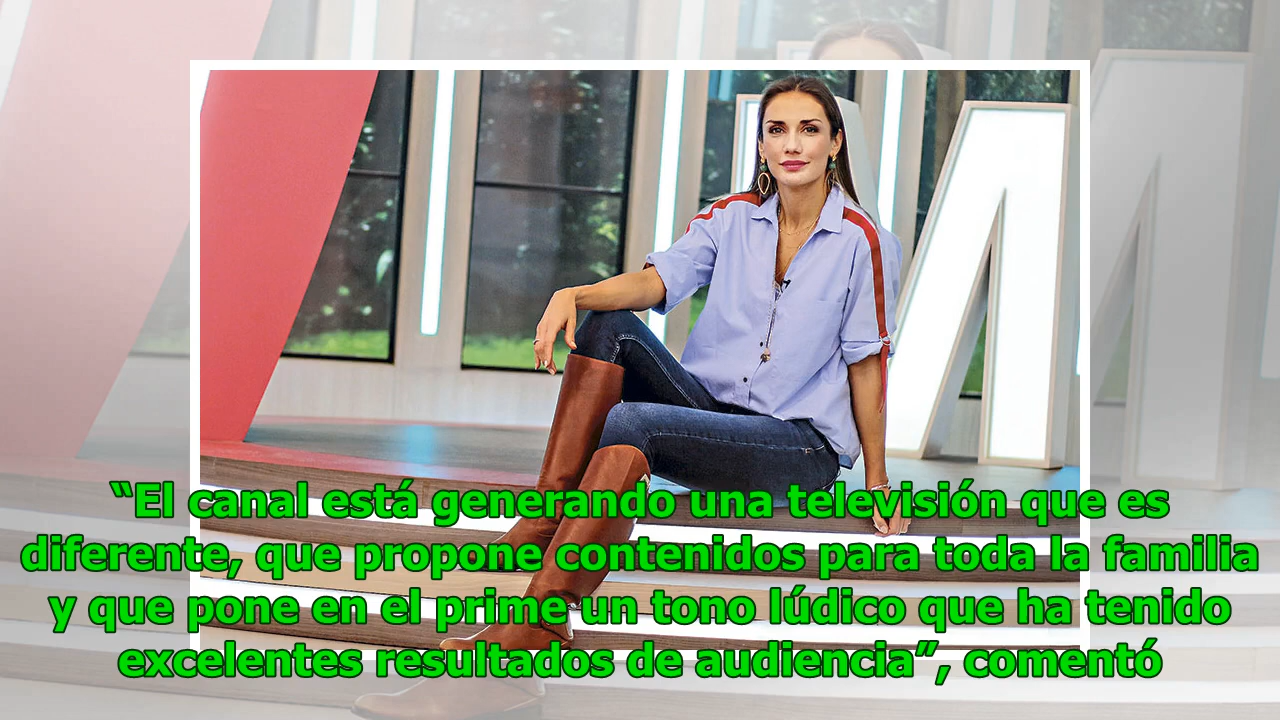 “El canal está generando una televisión que es
diferente, que propone contenidos para toda la familia
y que pone en el prime un tono lúdico que ha tenido
excelentes resultados de audiencia”, comentó